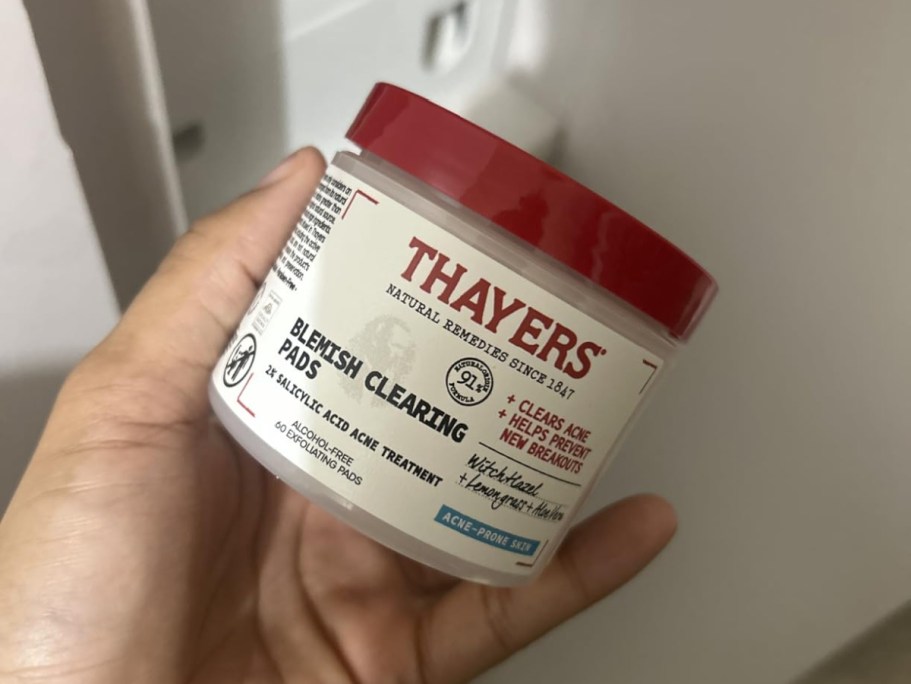 THAYERS
NATURAL REMEDIES SINCE 1847
BLEMISH CLEARING
PADS
2% SALICYLIC ACID ACNE TREATMENT
ALCOHOL-FREE
60 EXFOLIATING PADS
91%
+ CLEARS ACNE
+ HELPS PREVENT
NEW BREAKOUTS
Witch Hazel
+ Lemongrass + Aloe Vera
ACNE-PRONE SKIN